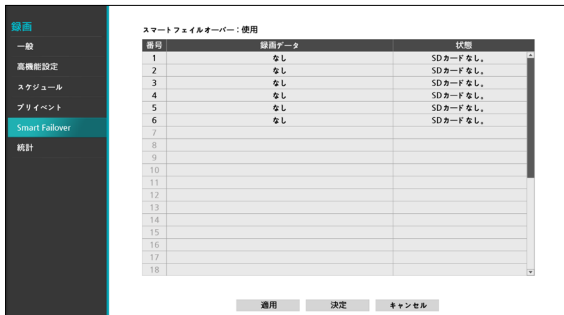 録画
一般
高機能設定
スケジュール
プリイベント
Smart Failover
統計
スマートフェイルオーバー：使用
番号 録画データ 状態
1 なし SDカードなし。
2 なし SDカードなし。
3 なし SDカードなし。
4 なし SDカードなし。
5 なし SDカードなし。
6 なし SDカードなし。
7
8
9
10
11
12
13
14
15
16
17
18
適用 決定 キャンセル